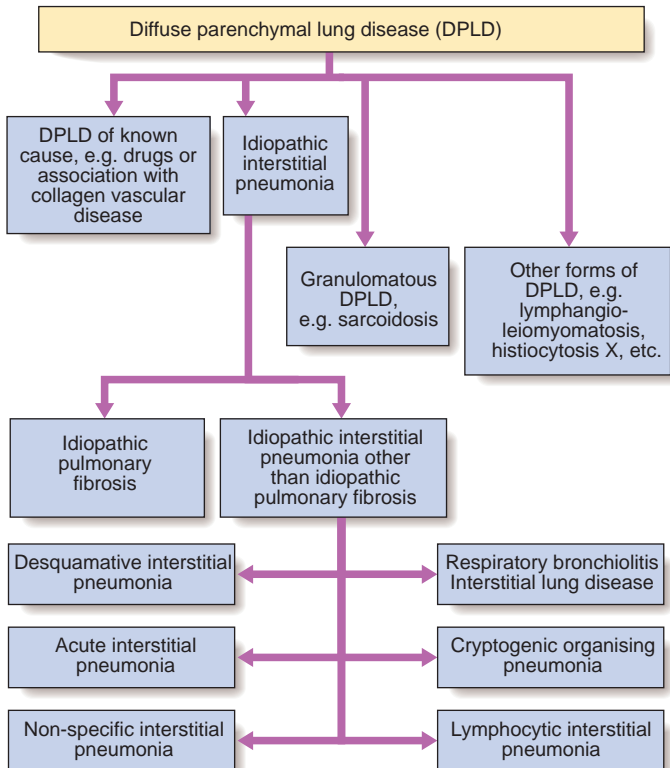 Diffuse parenchymal lung disease (DPLD)
DPLD of known
cause, e.g. drugs or
association with
collagen vascular
disease
Idiopathic
interstitial
pneumonia
Granulomatous
DPLD,
e.g. sarcoidosis
Other forms of
DPLD, e.g.
lymphangio-
leiomyomatosis,
histiocytosis X, etc.
Idiopathic
pulmonary
fibrosis
Idiopathic interstitial
pneumonia other
than idiopathic
pulmonary fibrosis
Desquamative interstitial
pneumonia
Respiratory bronchiolitis
Interstitial lung disease
Acute interstitial
pneumonia
Cryptogenic organising
pneumonia
Non-specific interstitial
pneumonia
Lymphocytic interstitial
pneumonia